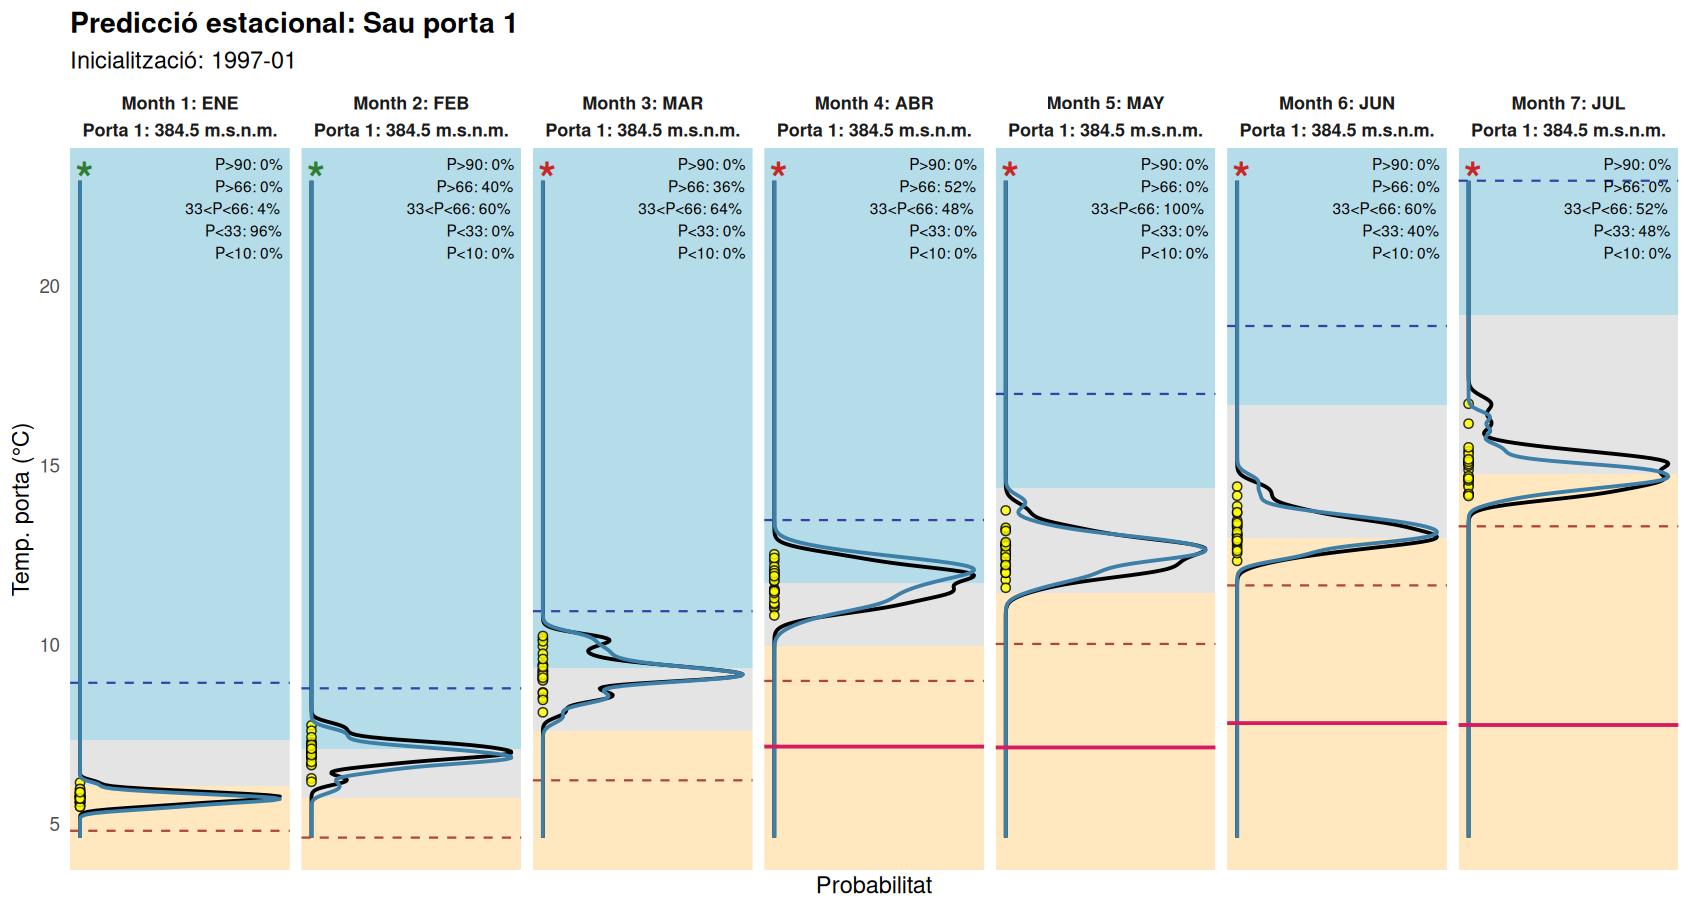 Predicció estacional: Sau porta 1
Inicialització: 1997-01
Month 1: ENE
Porta 1: 384.5 m.s.n.m.
Month 2: FEB
Porta 1: 384.5 m.s.n.m.
Month 3: MAR
Porta 1: 384.5 m.s.n.m.
Month 4: ABR
Porta 1: 384.5 m.s.n.m.
Month 5: MAY
Porta 1: 384.5 m.s.n.m.
Month 6: JUN
Porta 1: 384.5 m.s.n.m.
Month 7: JUL
Porta 1: 384.5 m.s.n.m.
*
P>90: 0%
P>66: 0%
33<P<66: 4%
P<33: 96%
P<10: 0%
*
P>90: 0%
P>66: 40%
33<P<66: 60%
P<33: 0%
P<10: 0%
*
P>90: 0%
P>66: 36%
33<P<66: 64%
P<33: 0%
P<10: 0%
*
P>90: 0%
P>66: 52%
33<P<66: 48%
P<33: 0%
P<10: 0%
*
P>90: 0%
P>66: 0%
33<P<66: 100%
P<33: 0%
P<10: 0%
*
P>90: 0%
P>66: 0%
33<P<66: 60%
P<33: 40%
P<10: 0%
*
P>90: 0%
P>66: 0%
33<P<66: 52%
P<33: 48%
P<10: 0%
20
15
10
5
Temp. porta (°C)
Probabilitat